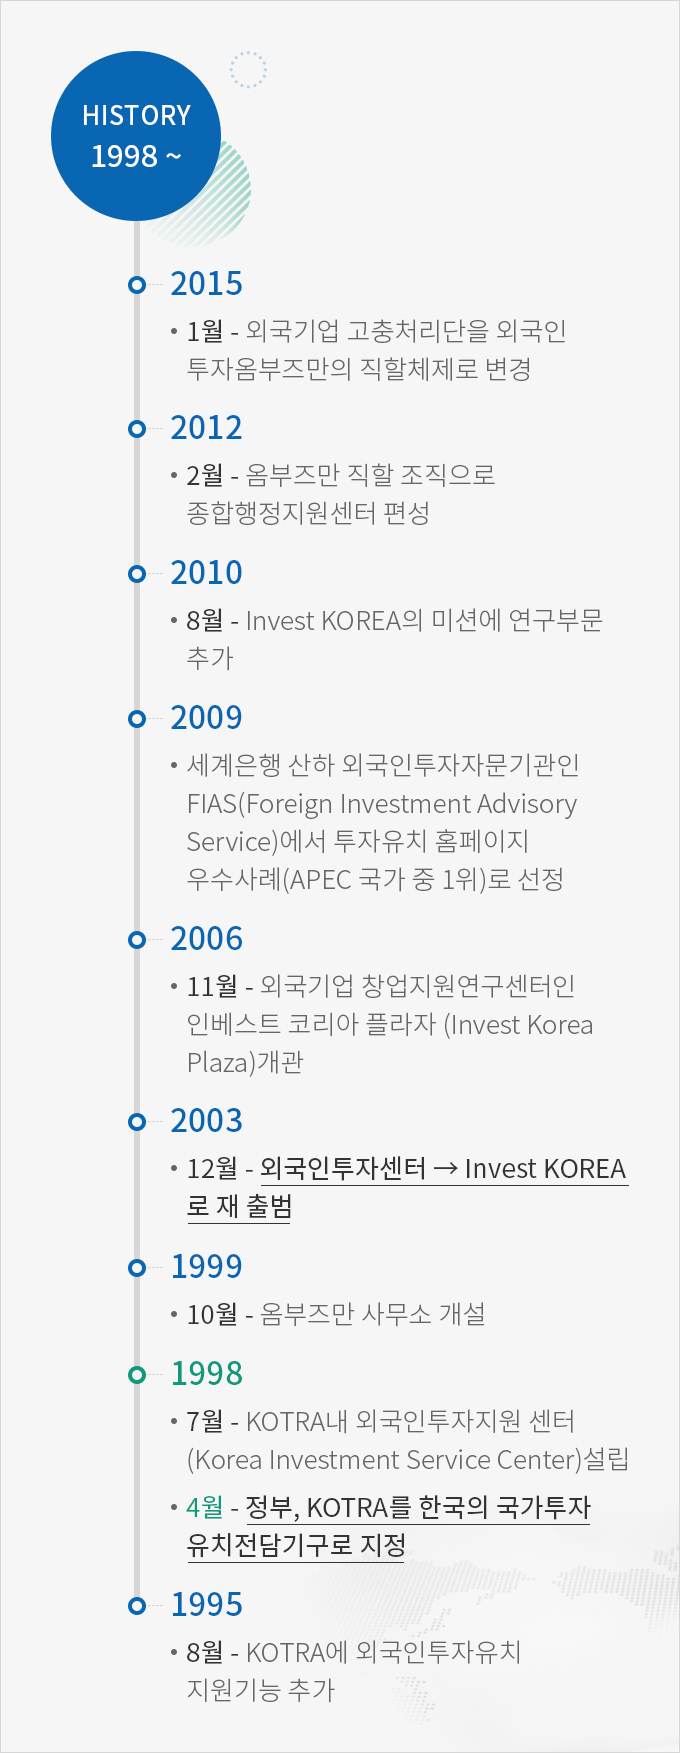 HISTORY
1998 ~
2015
• 1월 - 외국기업 고충처리단을 외국인
투자옴부즈만의 직할체제로 변경
2012
• 2월 - 옴부즈만 직할 조직으로
종합행정지원센터 편성
2010
• 8월 - Invest KOREA의 미션에 연구부문
추가
2009
• 세계은행 산하 외국인투자자문기관인
FIAS(Foreign Investment Advisory
Service)에서 투자유치 홈페이지
우수사례(APEC 국가 중 1위)로 선정
2006
• 11월 - 외국기업 창업지원연구센터인
인베스트 코리아 플라자 (Invest Korea
Plaza)개관
2003
• 12월 - 외국인투자센터 → Invest KOREA
로 재 출범
1999
• 10월 - 옴부즈만 사무소 개설
1998
• 7월 - KOTRA내 외국인투자지원 센터
(Korea Investment Service Center)설립
• 4월 - 정부, KOTRA를 한국의 국가투자
유치전담기구로 지정
1995
• 8월 - KOTRA에 외국인투자유치
지원기능 추가